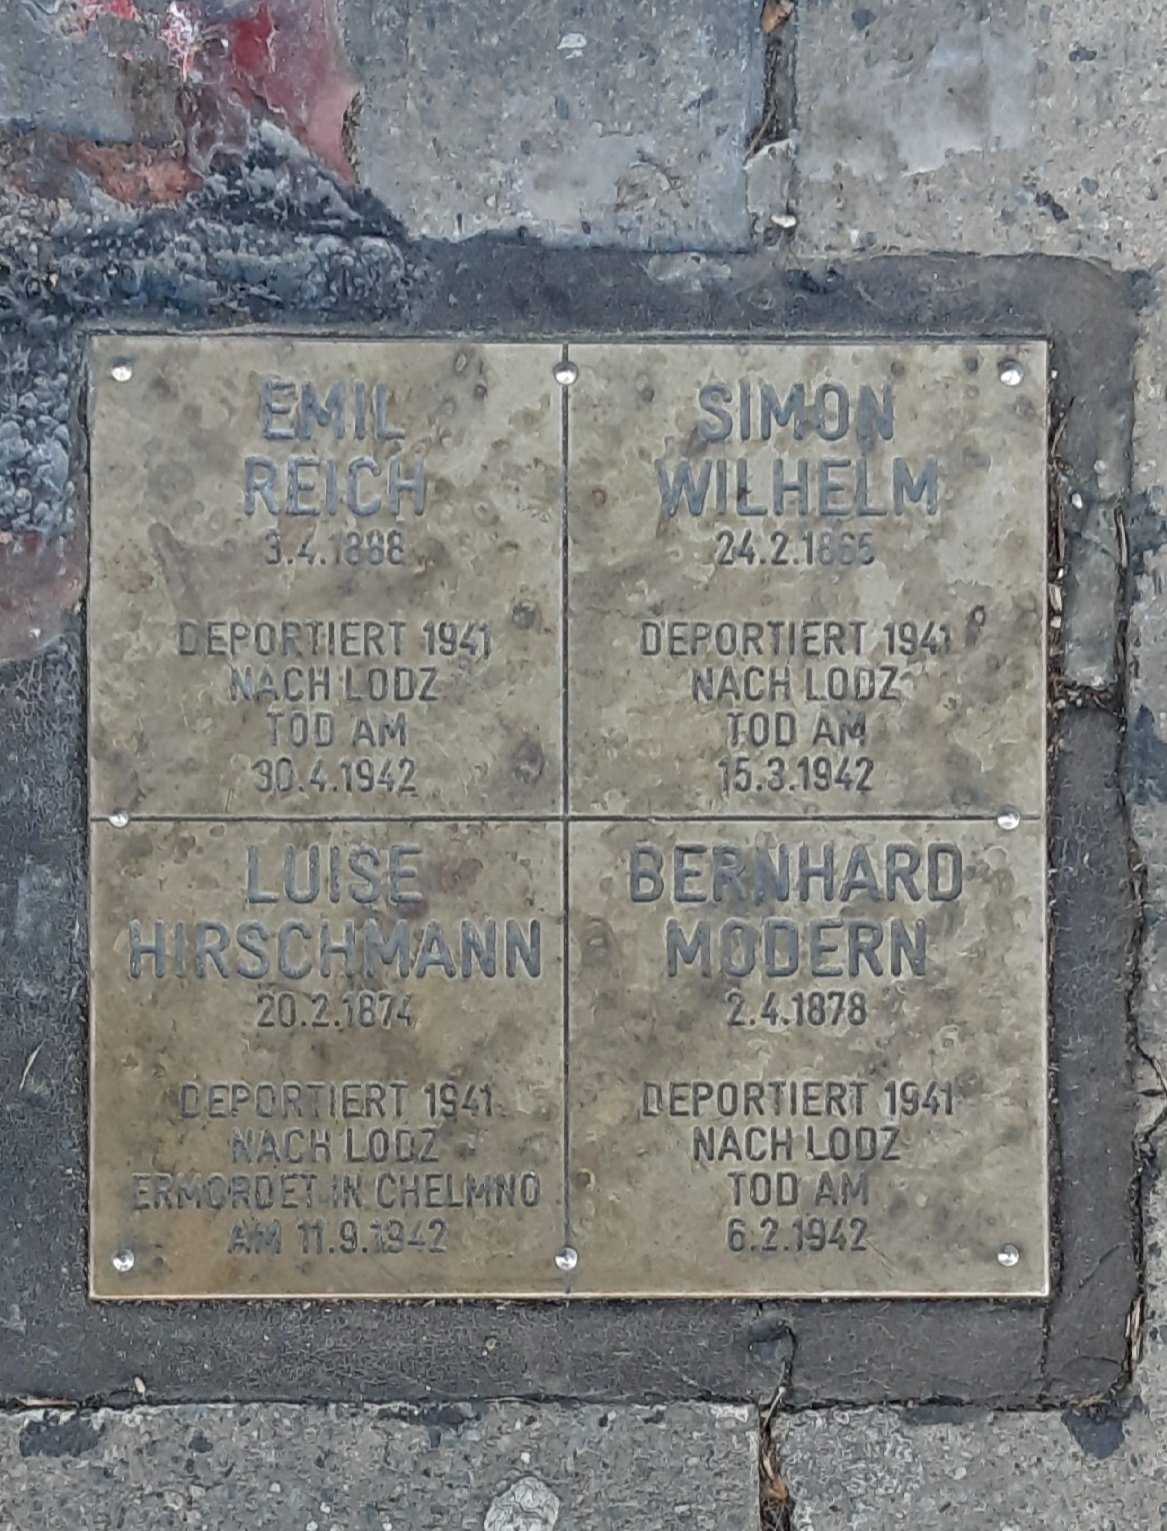 EMIL
REICH
3.4.1888
DEPORTIERT 1941
NACH LODZ
TOD AM
30.4.1942
SIMON
WILHELM
24.2.1865
DEPORTIERT 1941
NACH LODZ
TOD AM
15.3.1942
LUISE
HIRSCHMANN
20.2.1874
DEPORTIERT 1941
NACH LODZ
ERMORDET IN CHELMNO
AM 11.9.1942
BERNHARD
MODERN
2.4.1878
DEPORTIERT 1941
NACH LODZ
TOD AM
6.2.1942